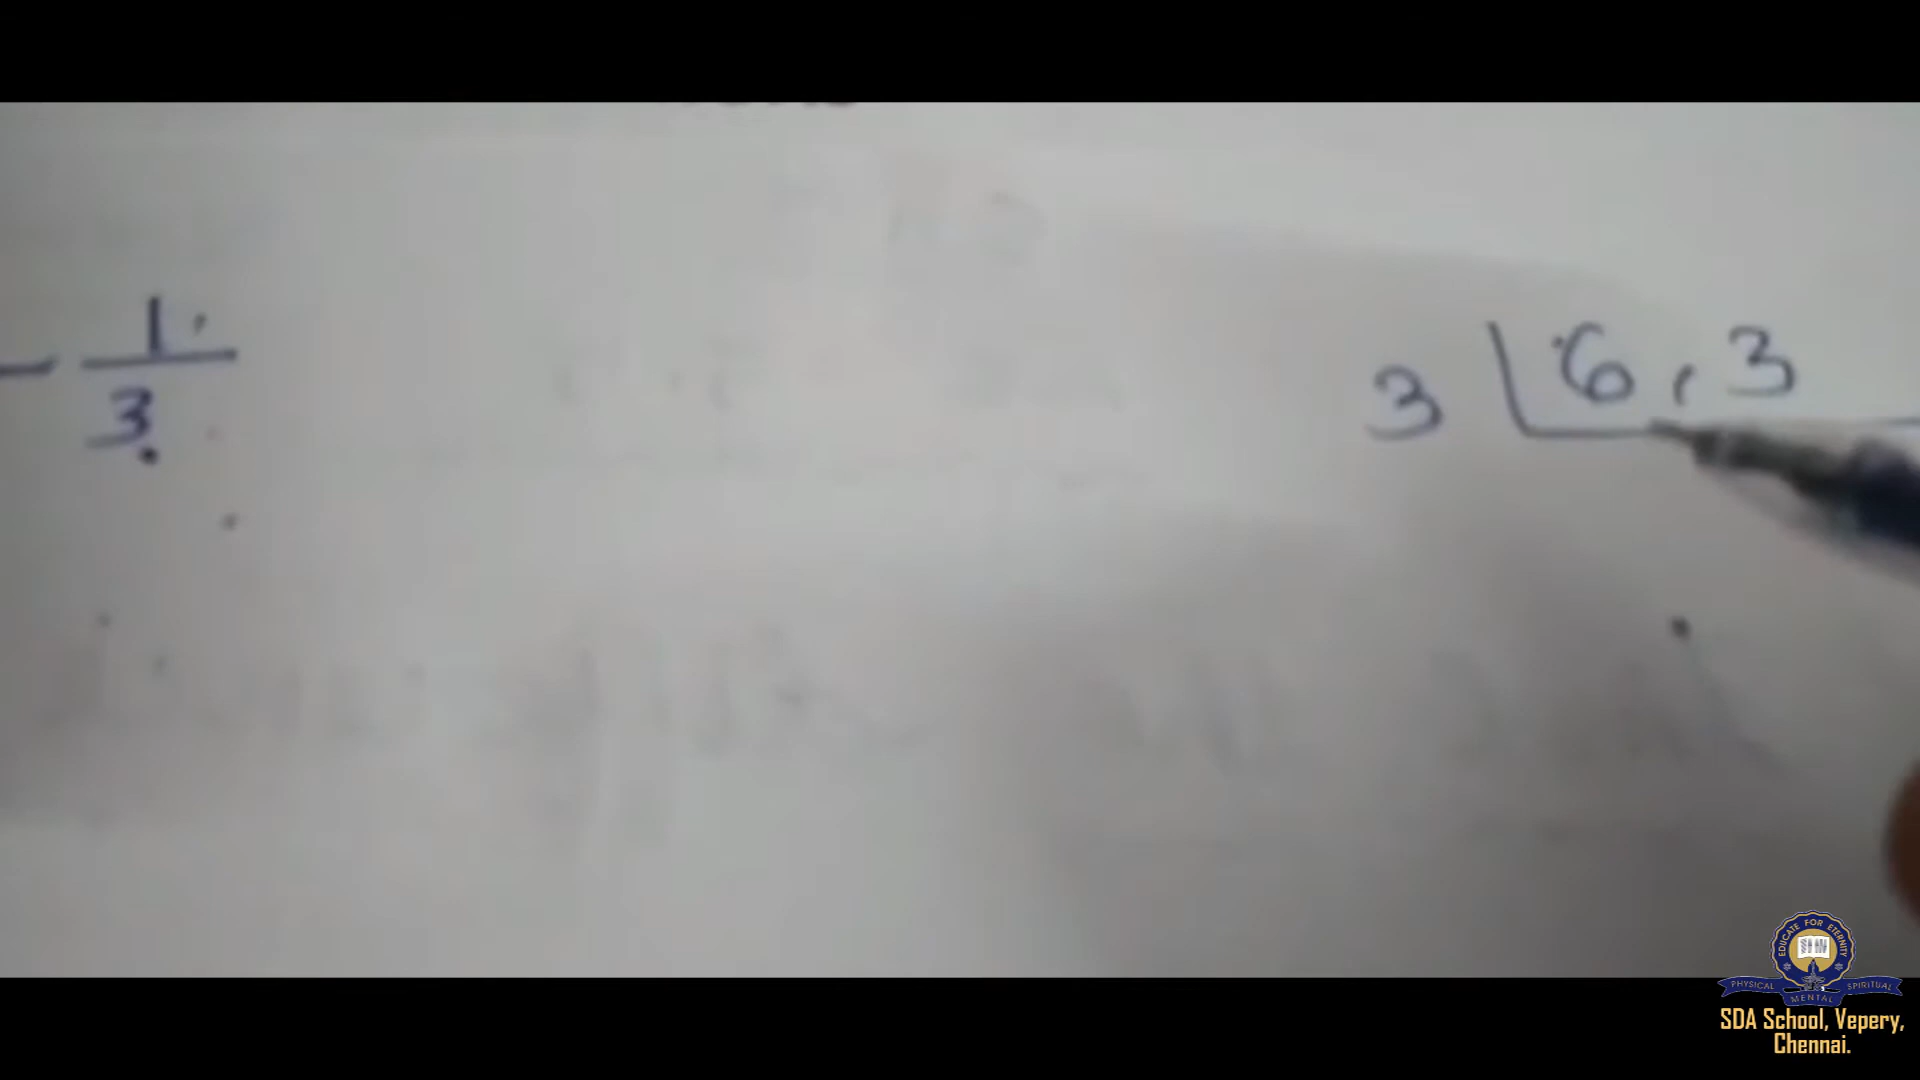 - 1
3
3 6, 3
EDUCATE FOR ETERNITY
PHYSICAL MENTAL SPIRITUAL
SDA School, Vepery,
Chennai.